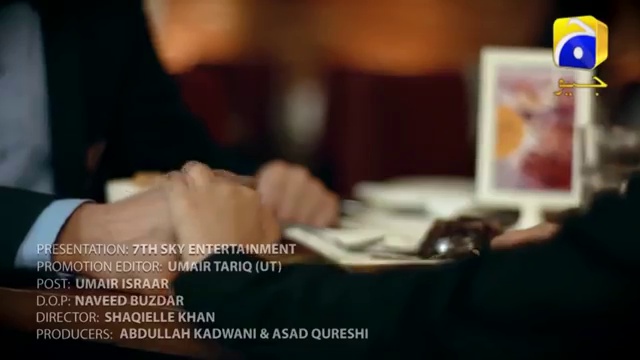 جيو
PRESENTATION: 7TH SKY ENTERTAINMENT
PROMOTION EDITOR: UMAIR TARIQ (UT)
POST: UMAIR ISRAAR
D.O.P: NAVEED BUZDAR
DIRECTOR: SHAQIELLE KHAN
PRODUCERS: ABDULLAH KADWANI & ASAD QURESHI